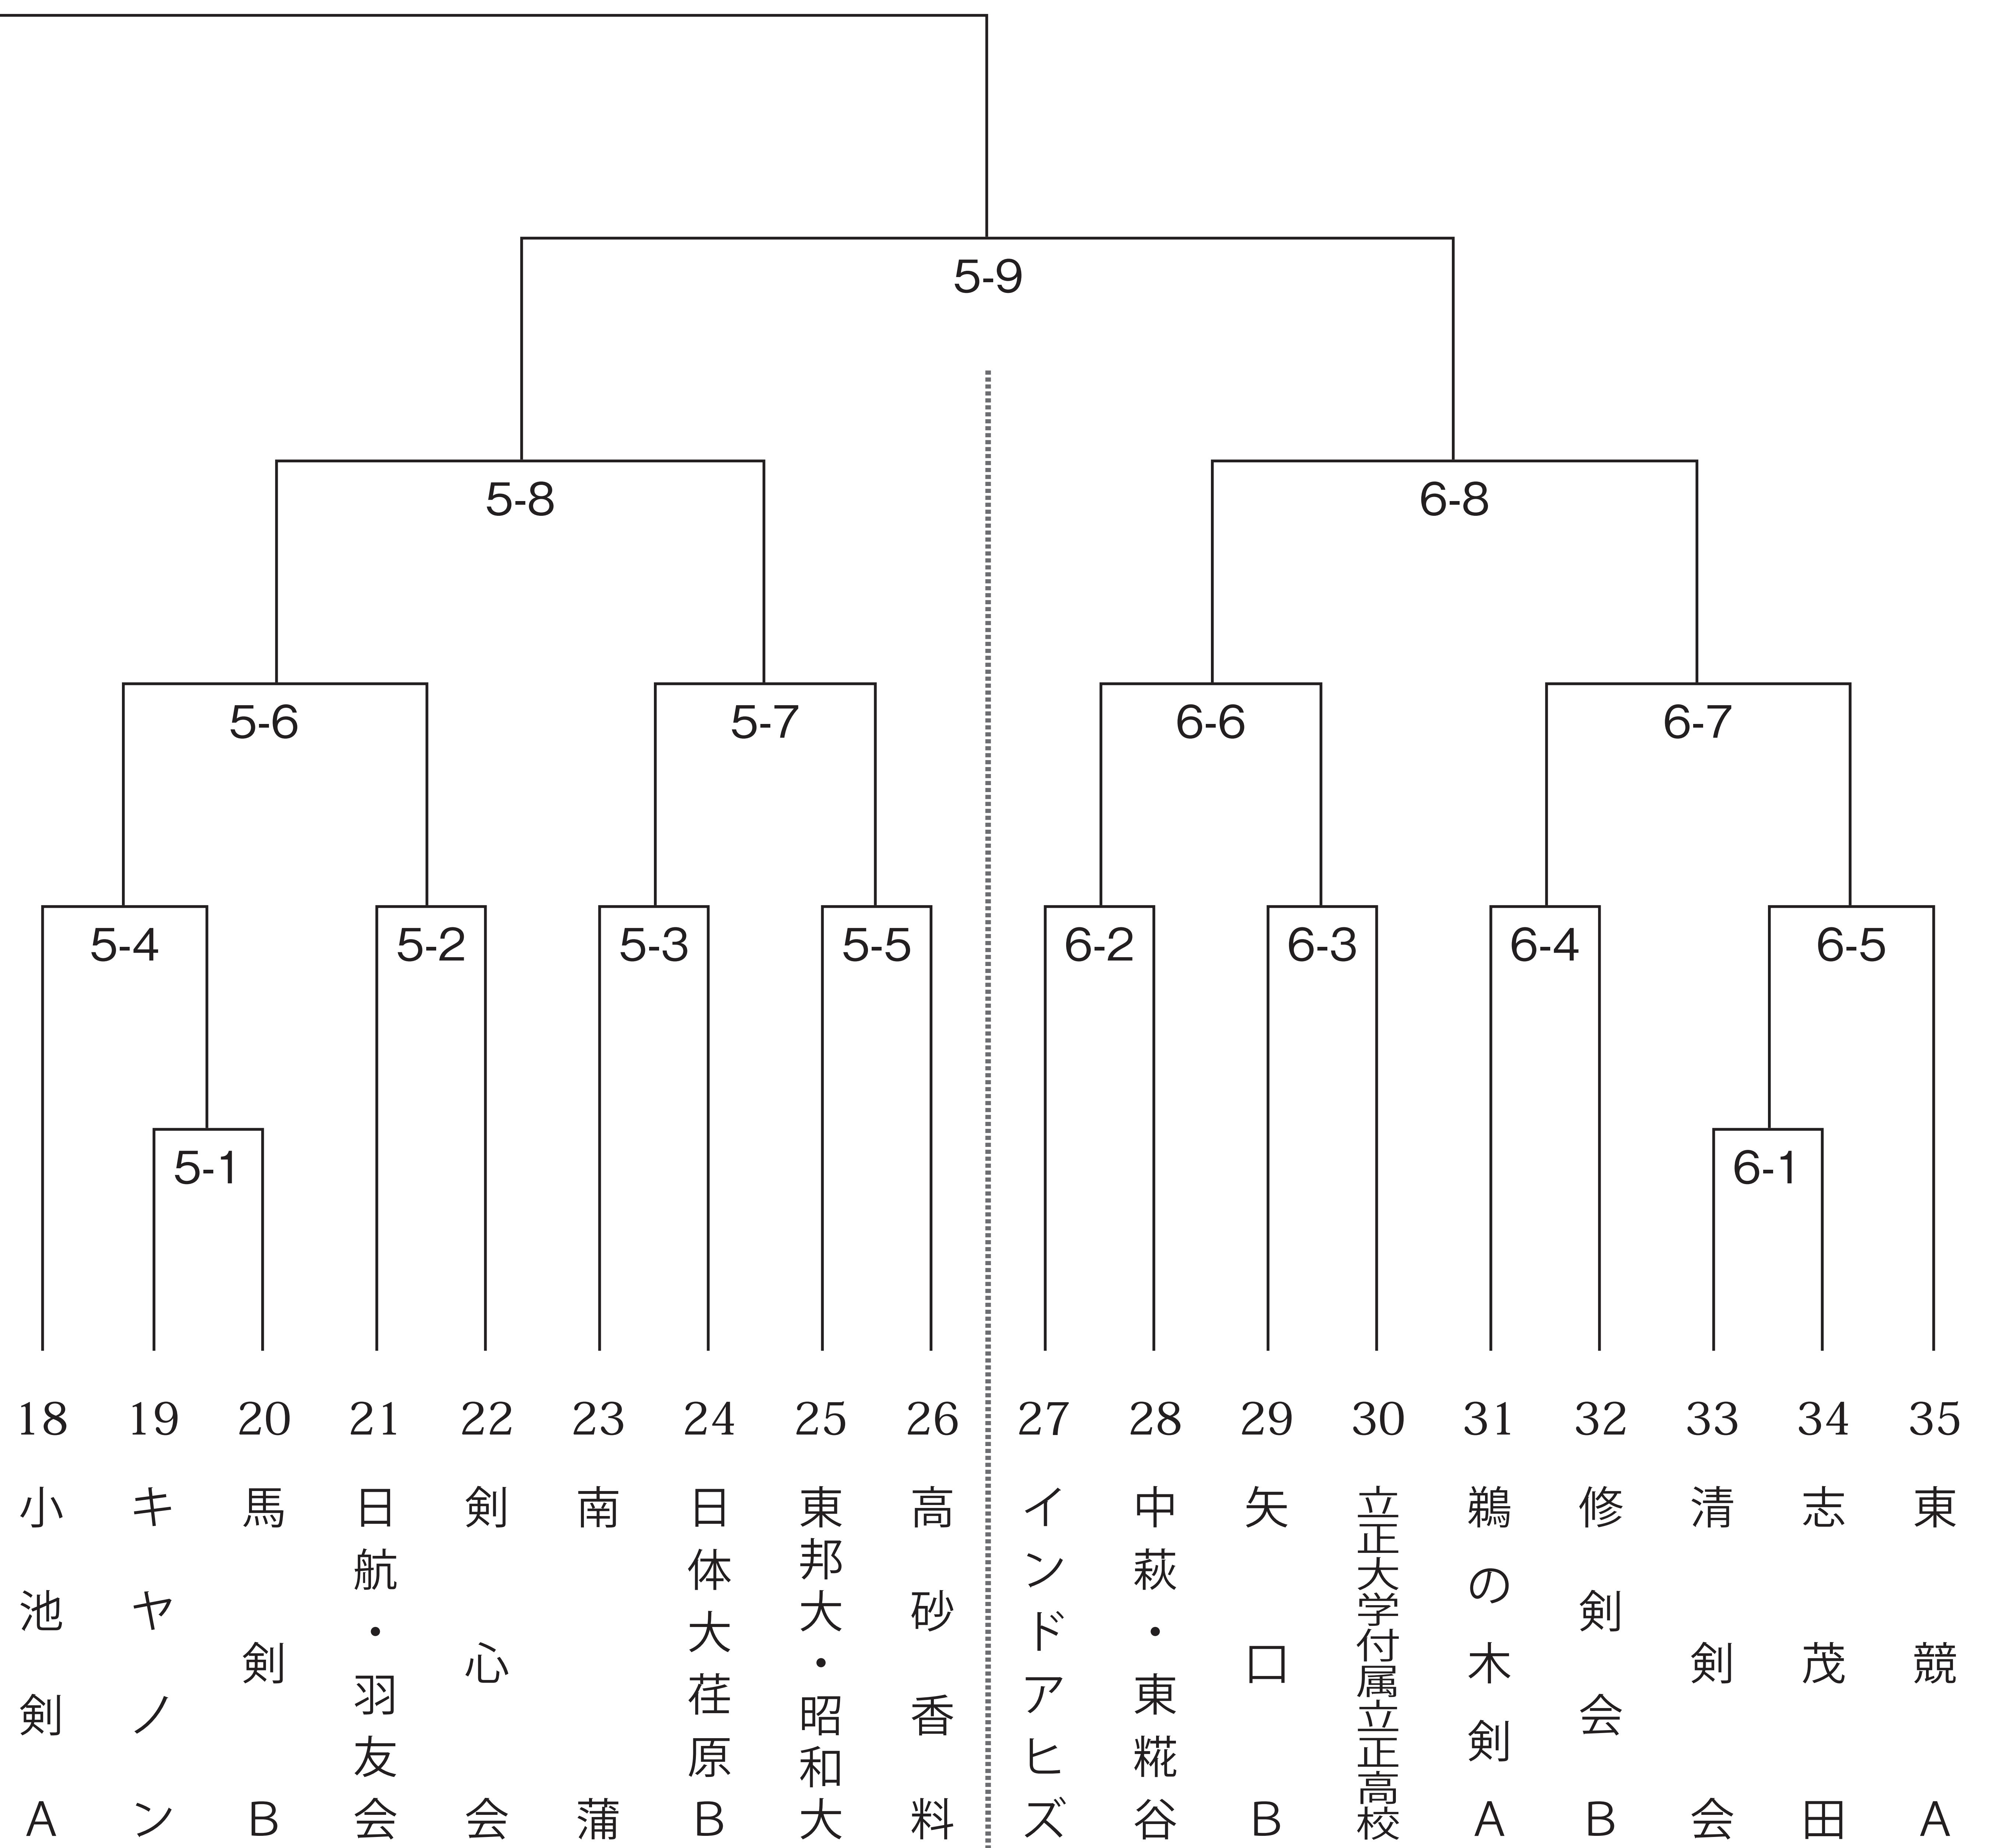 5-9
5-8
6-8
5-6
5-7
6-6
6-7
5-4
5-2
5-3
5-5
6-2
6-3
6-4
6-5
5-1
6-1
18
小池剣A
19
キヤノン
20
馬剣B
21
日航・羽友会
22
剣心会
23
南蒲
24
日体大荏原B
25
東邦大・昭和大
26
高砂香料
27
インドアヒズ
28
中萩・東糀谷
29
矢口B
30
立正大学付属立正高校
31
鵜の木剣A
32
修剣会B
33
清剣会
34
志茂田
35
東競A